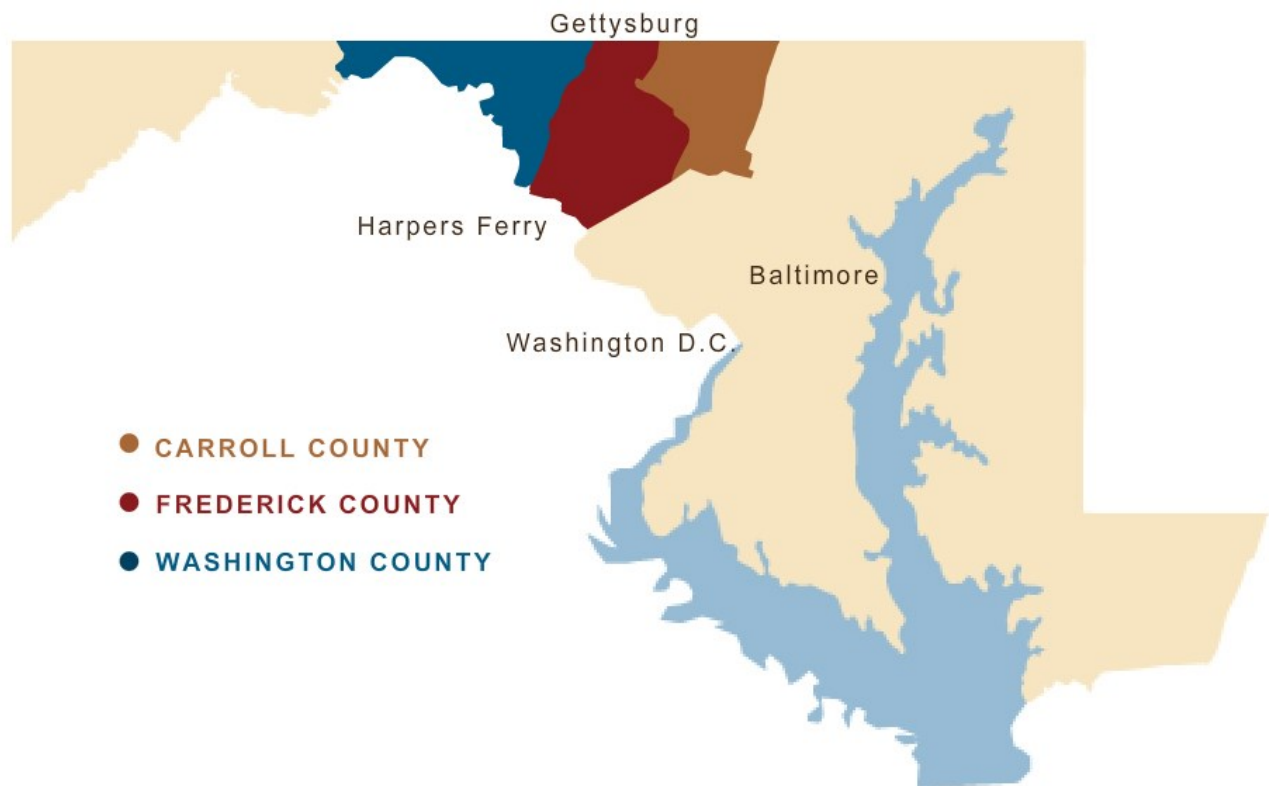 Gettysburg
Harpers Ferry
Baltimore
Washington D.C.
CARROLL COUNTY
FREDERICK COUNTY
WASHINGTON COUNTY